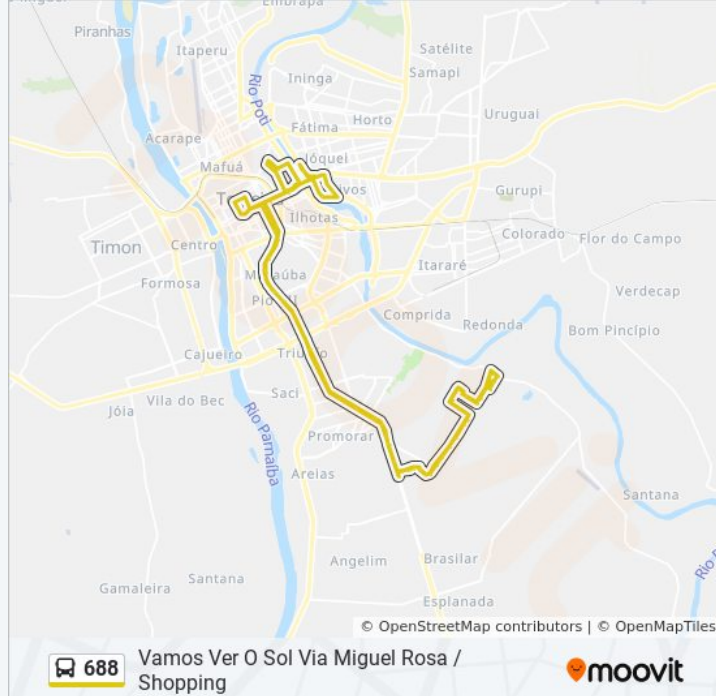 Embrapa
Piranhas
Itaperu
Satélite
Samapi
Ininga
Rio Poti
Horto
Uruguai
Fátima
Acarape
Jóquei
Mafuá
Gurupi
Ilhotas
Colorado
Flor do Campo
Timon
Centro
Itararé
Formosa
Verdecap
Comprida
Redonda
Bom Pincípio
Cajueiro
Saci
Vila do Bec
Jóia
Rio Parnaíba
Promorar
Areias
Santana
Angelim
Brasilar
Santana
Gamaleira
Esplanada
© OpenStreetMap contributors | © OpenMapTiles
688
Vamos Ver O Sol Via Miguel Rosa /
Shopping
moovit